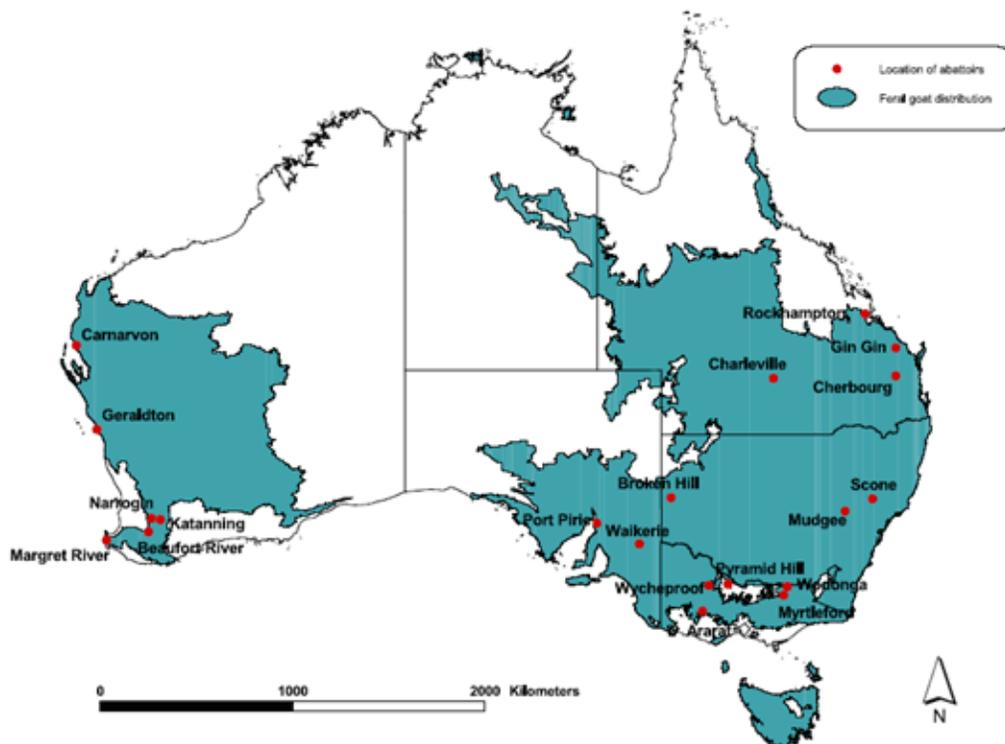 Location of abattoirs
Feral goat distribution
Rockhampton
Carnarvon
Gin Gin
Charleville
Cherbourg
Geraldton
Broken Hill
Scone
Narrogin
Katanning
Port Pirie
Mudgee
Waikerie
Beaufort River
Margret River
Pyramid Hill
Wycheproof
Wodonga
Myrtleford
Ararat
0 1000 2000 Kilometers
N